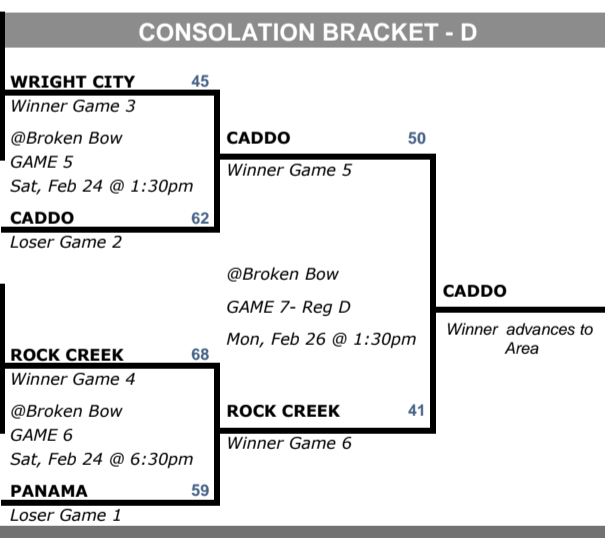 CONSOLATION BRACKET - D
WRIGHT CITY 45
Winner Game 3
@Broken Bow
GAME 5
Sat, Feb 24 @ 1:30pm
CADDO 62
Loser Game 2
CADDO 50
Winner Game 5
@Broken Bow
GAME 7- Reg D
Mon, Feb 26 @ 1:30pm
ROCK CREEK 68
Winner Game 4
@Broken Bow
GAME 6
Sat, Feb 24 @ 6:30pm
PANAMA 59
Loser Game 1
ROCK CREEK 41
Winner Game 6
CADDO
Winner advances to
Area